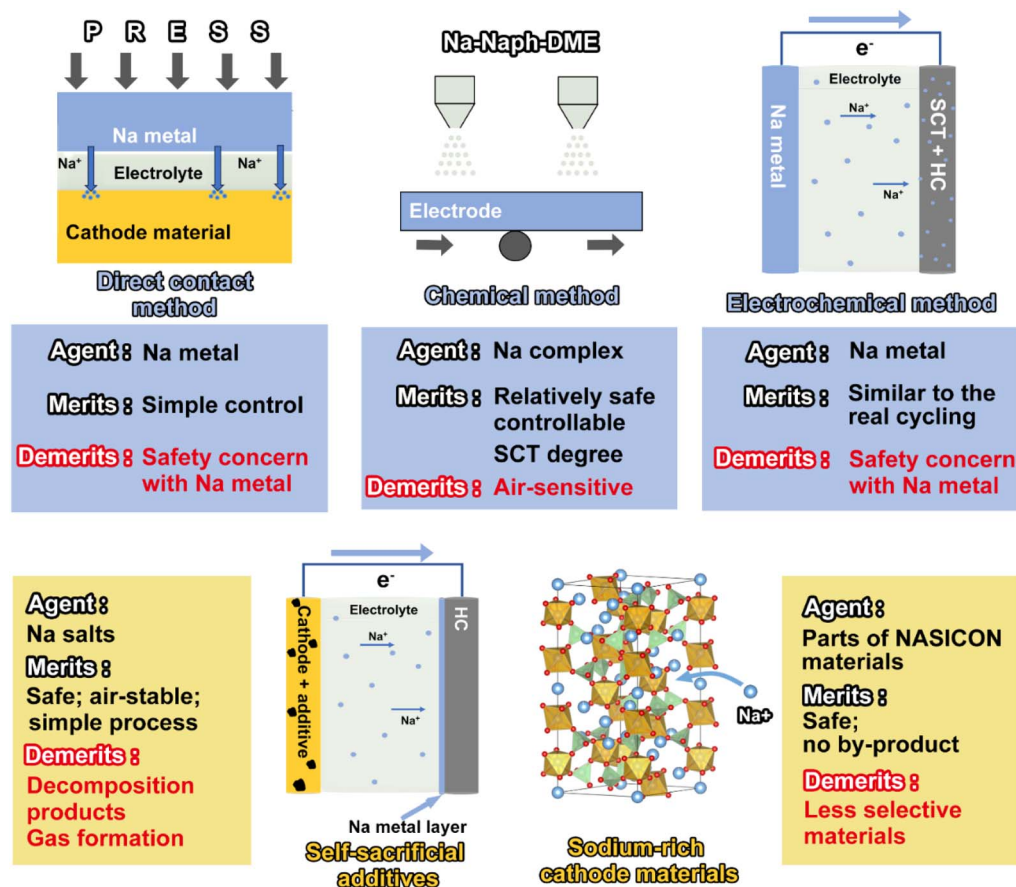 P R E S S
Na metal
Na⁺
Na⁺
Electrolyte
Cathode material
Direct contact
method
Agent : Na metal
Merits : Simple control
Demerits : Safety concern
with Na metal
Na-Naph-DME
Electrode
Chemical method
Agent : Na complex
Merits : Relatively safe
controllable
SCT degree
Demerits : Air-sensitive
e⁻
Na metal
Electrolyte
Na⁺
Na⁺
SCT + HC
Electrochemical method
Agent : Na metal
Merits : Similar to the
real cycling
Demerits : Safety concern
with Na metal
Agent :
Na salts
Merits :
Safe; air-stable;
simple process
Demerits :
Decomposition
products
Gas formation
e⁻
Cathode + additive
Electrolyte
Na⁺
Na⁺
HC
Na metal layer
Self-sacrificial
additives
Na+
Sodium-rich
cathode materials
Agent :
Parts of NASICON
materials
Merits :
Safe;
no by-product
Demerits :
Less selective
materials